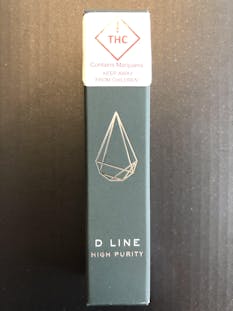 THC
Contains Marijuana
KEEP AWAY
FROM CHILDREN
D LINE
HIGH PURITY